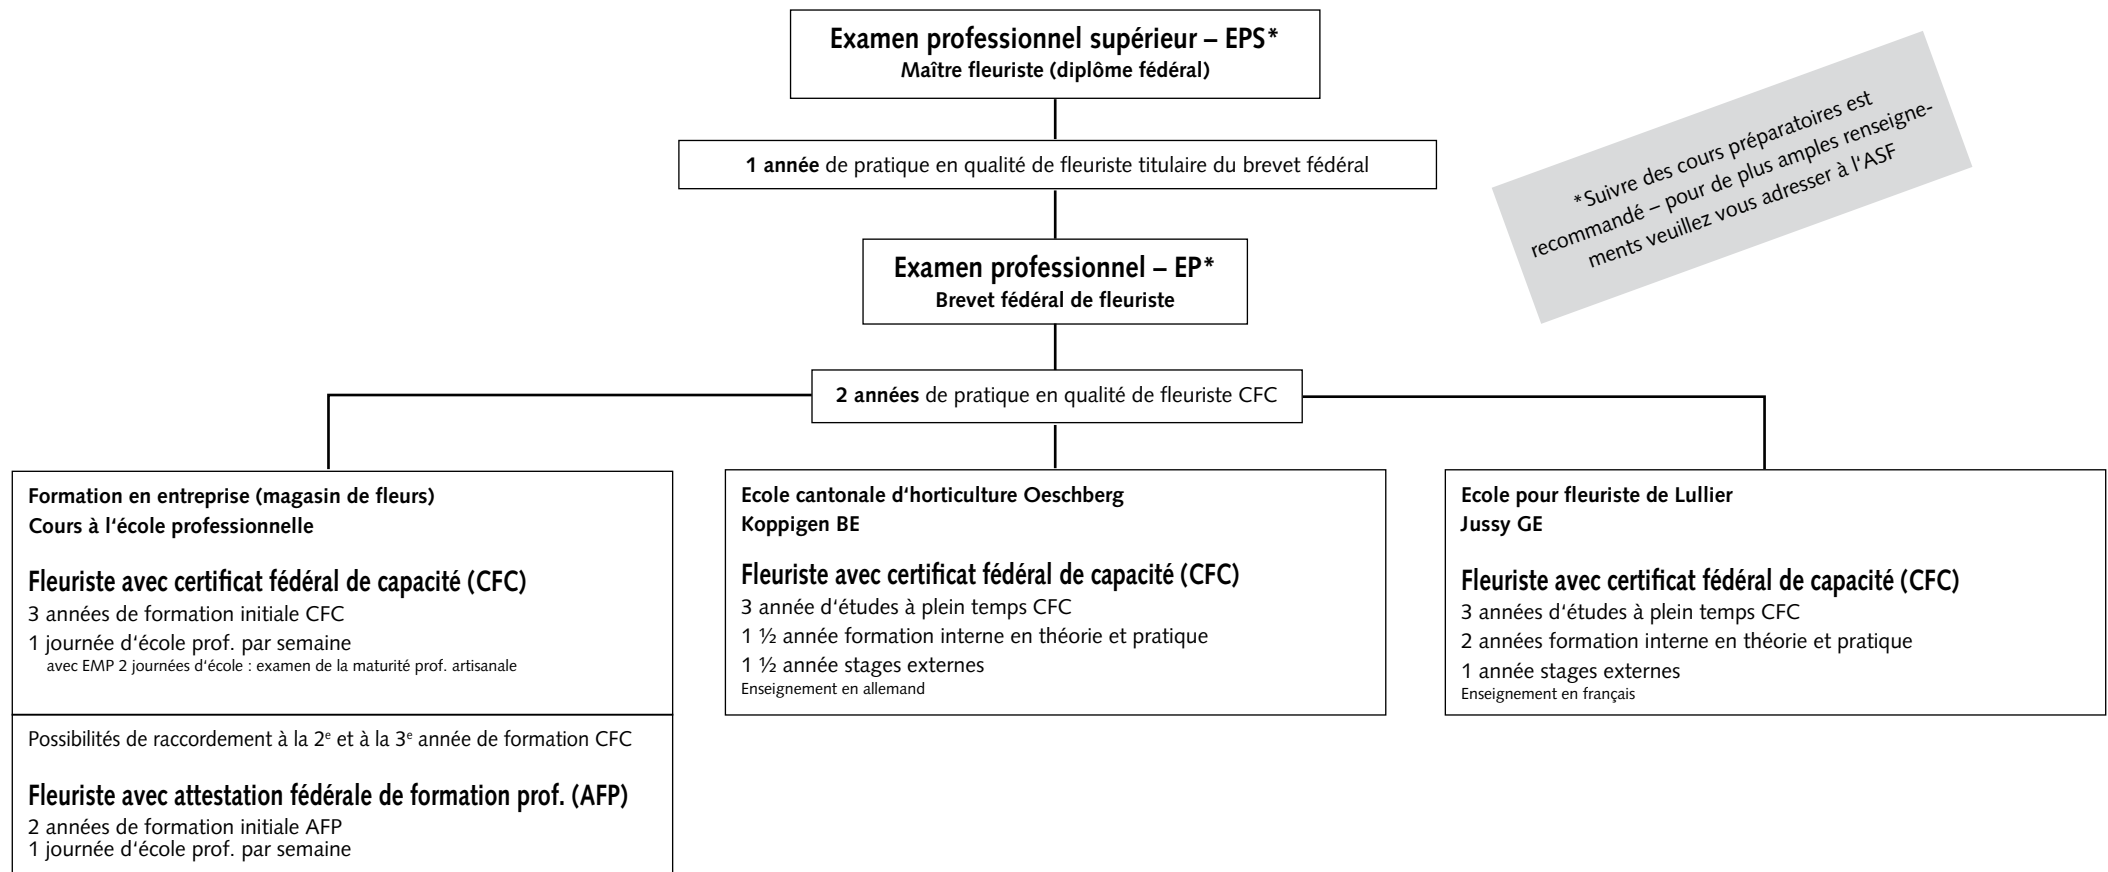 Examen professionnel supérieur – EPS*
Maître fleuriste (diplôme fédéral)
*Suivre des cours préparatoires est
recommandé – pour de plus amples renseigne-
ments veuillez vous adresser à l‘ASF
1 année de pratique en qualité de fleuriste titulaire du brevet fédéral
Examen professionnel – EP*
Brevet fédéral de fleuriste
2 années de pratique en qualité de fleuriste CFC
Formation en entreprise (magasin de fleurs)
Cours à l‘école professionnelle
Fleuriste avec certificat fédéral de capacité (CFC)
3 années de formation initiale CFC
1 journée d‘école prof. par semaine
avec EMP 2 journées d‘école : examen de la maturité prof. artisanale
Possibilités de raccordement à la 2e et à la 3e année de formation CFC
Fleuriste avec attestation fédérale de formation prof. (AFP)
2 années de formation initiale AFP
1 journée d‘école prof. par semaine
Ecole cantonale d‘horticulture Oeschberg
Koppigen BE
Fleuriste avec certificat fédéral de capacité (CFC)
3 année d‘études à plein temps CFC
1 ½ année formation interne en théorie et pratique
1 ½ année stages externes
Enseignement en allemand
Ecole pour fleuriste de Lullier
Jussy GE
Fleuriste avec certificat fédéral de capacité (CFC)
3 années d‘études à plein temps CFC
2 années formation interne en théorie et pratique
1 année stages externes
Enseignement en français